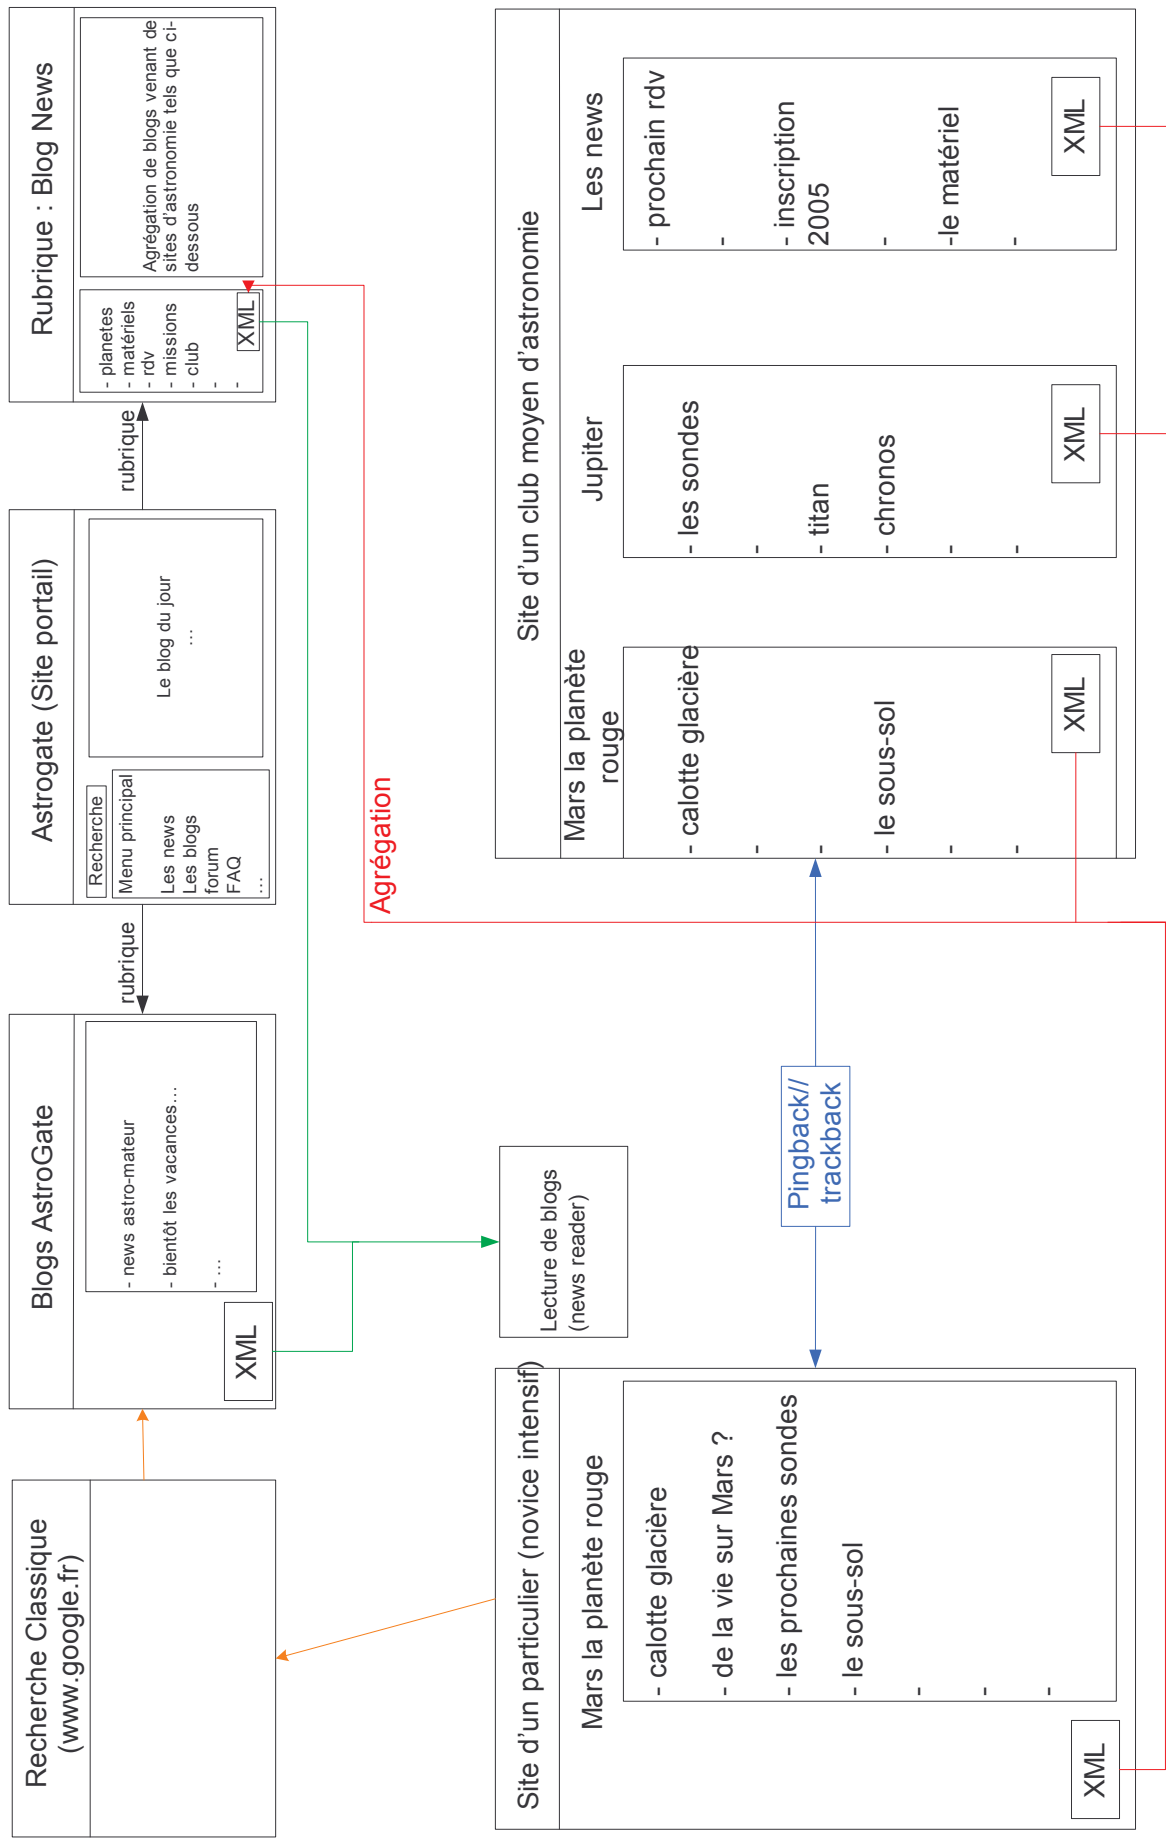 Recherche Classique
(www.google.fr)
Blogs AstroGate
- news astro-mateur
- bientôt les vacances…
- …
XML
rubrique
Astrogate (Site portail)
Recherche
Menu principal
Les news
Les blogs
forum
FAQ
…
Le blog du jour
…
rubrique
Rubrique : Blog News
- planetes
- matériels
- rdv
- missions
- club
-
-
XML
Agrégation de blogs venant de
sites d'astronomie tels que ci-
dessous
Agrégation
Lecture de blogs
(news reader)
Site d'un particulier (novice intensif)
Mars la planète rouge
- calotte glacière
- de la vie sur Mars ?
- les prochaines sondes
- le sous-sol
-
-
-
XML
Pingback//
trackback
Site d'un club moyen d'astronomie
Mars la planète
rouge
- calotte glacière
-
-
- le sous-sol
-
-
XML
Jupiter
- les sondes
-
- titan
- chronos
-
-
XML
Les news
- prochain rdv
-
- inscription
2005
-
-le matériel
-
XML